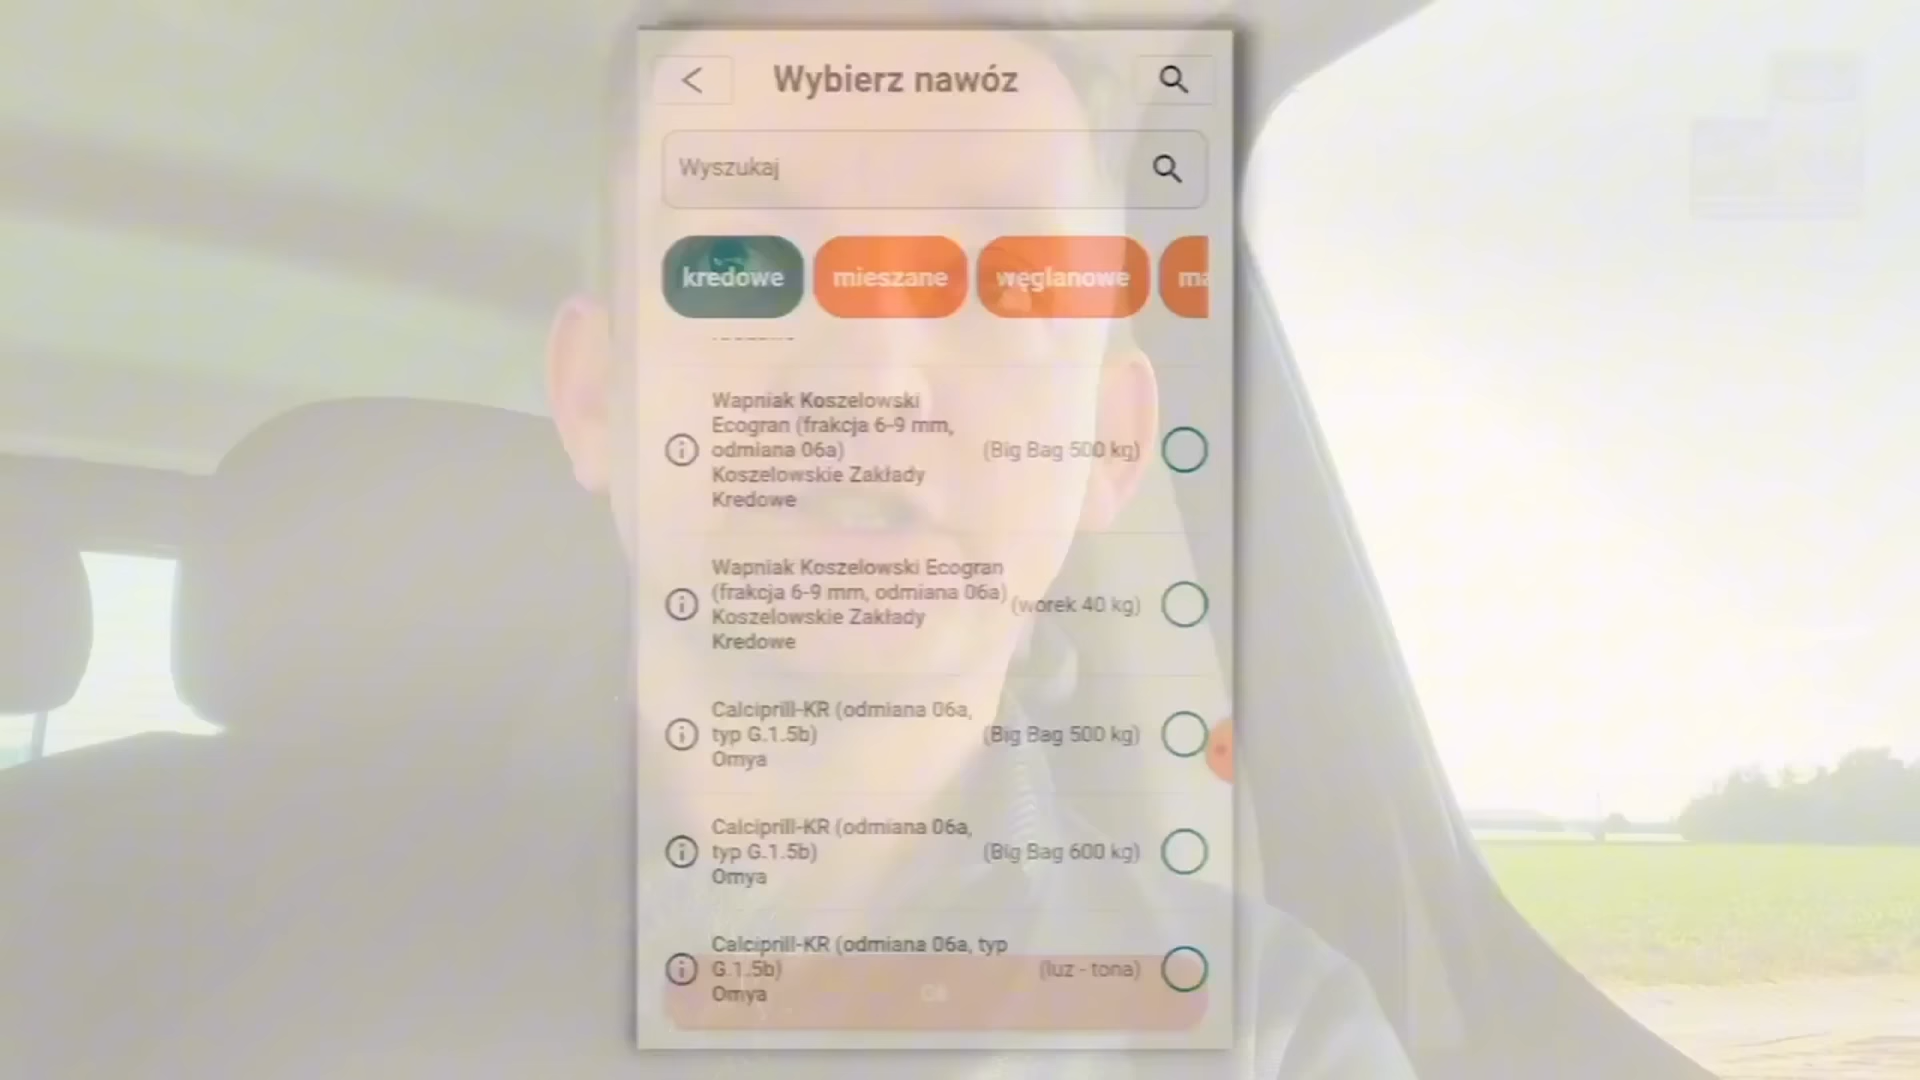 Wybierz nawóz
Wyszukaj
kredowe mieszane węglanowe ma
Wapniak Koszelowski
Ecogran (frakcja 6-9 mm,
odmiana 06a) (Big Bag 500 kg)
Koszelowskie Zakłady
Kredowe
Wapniak Koszelowski Ecogran
(frakcja 6-9 mm, odmiana 06a) (worek 40 kg)
Koszelowskie Zakłady
Kredowe
Calciprill-KR (odmiana 06a,
typ G.1.5b) (Big Bag 500 kg)
Omya
Calciprill-KR (odmiana 06a,
typ G.1.5b) (Big Bag 600 kg)
Omya
Calciprill-KR (odmiana 06a, typ
G.1.5b) (luz - tona)
Omya